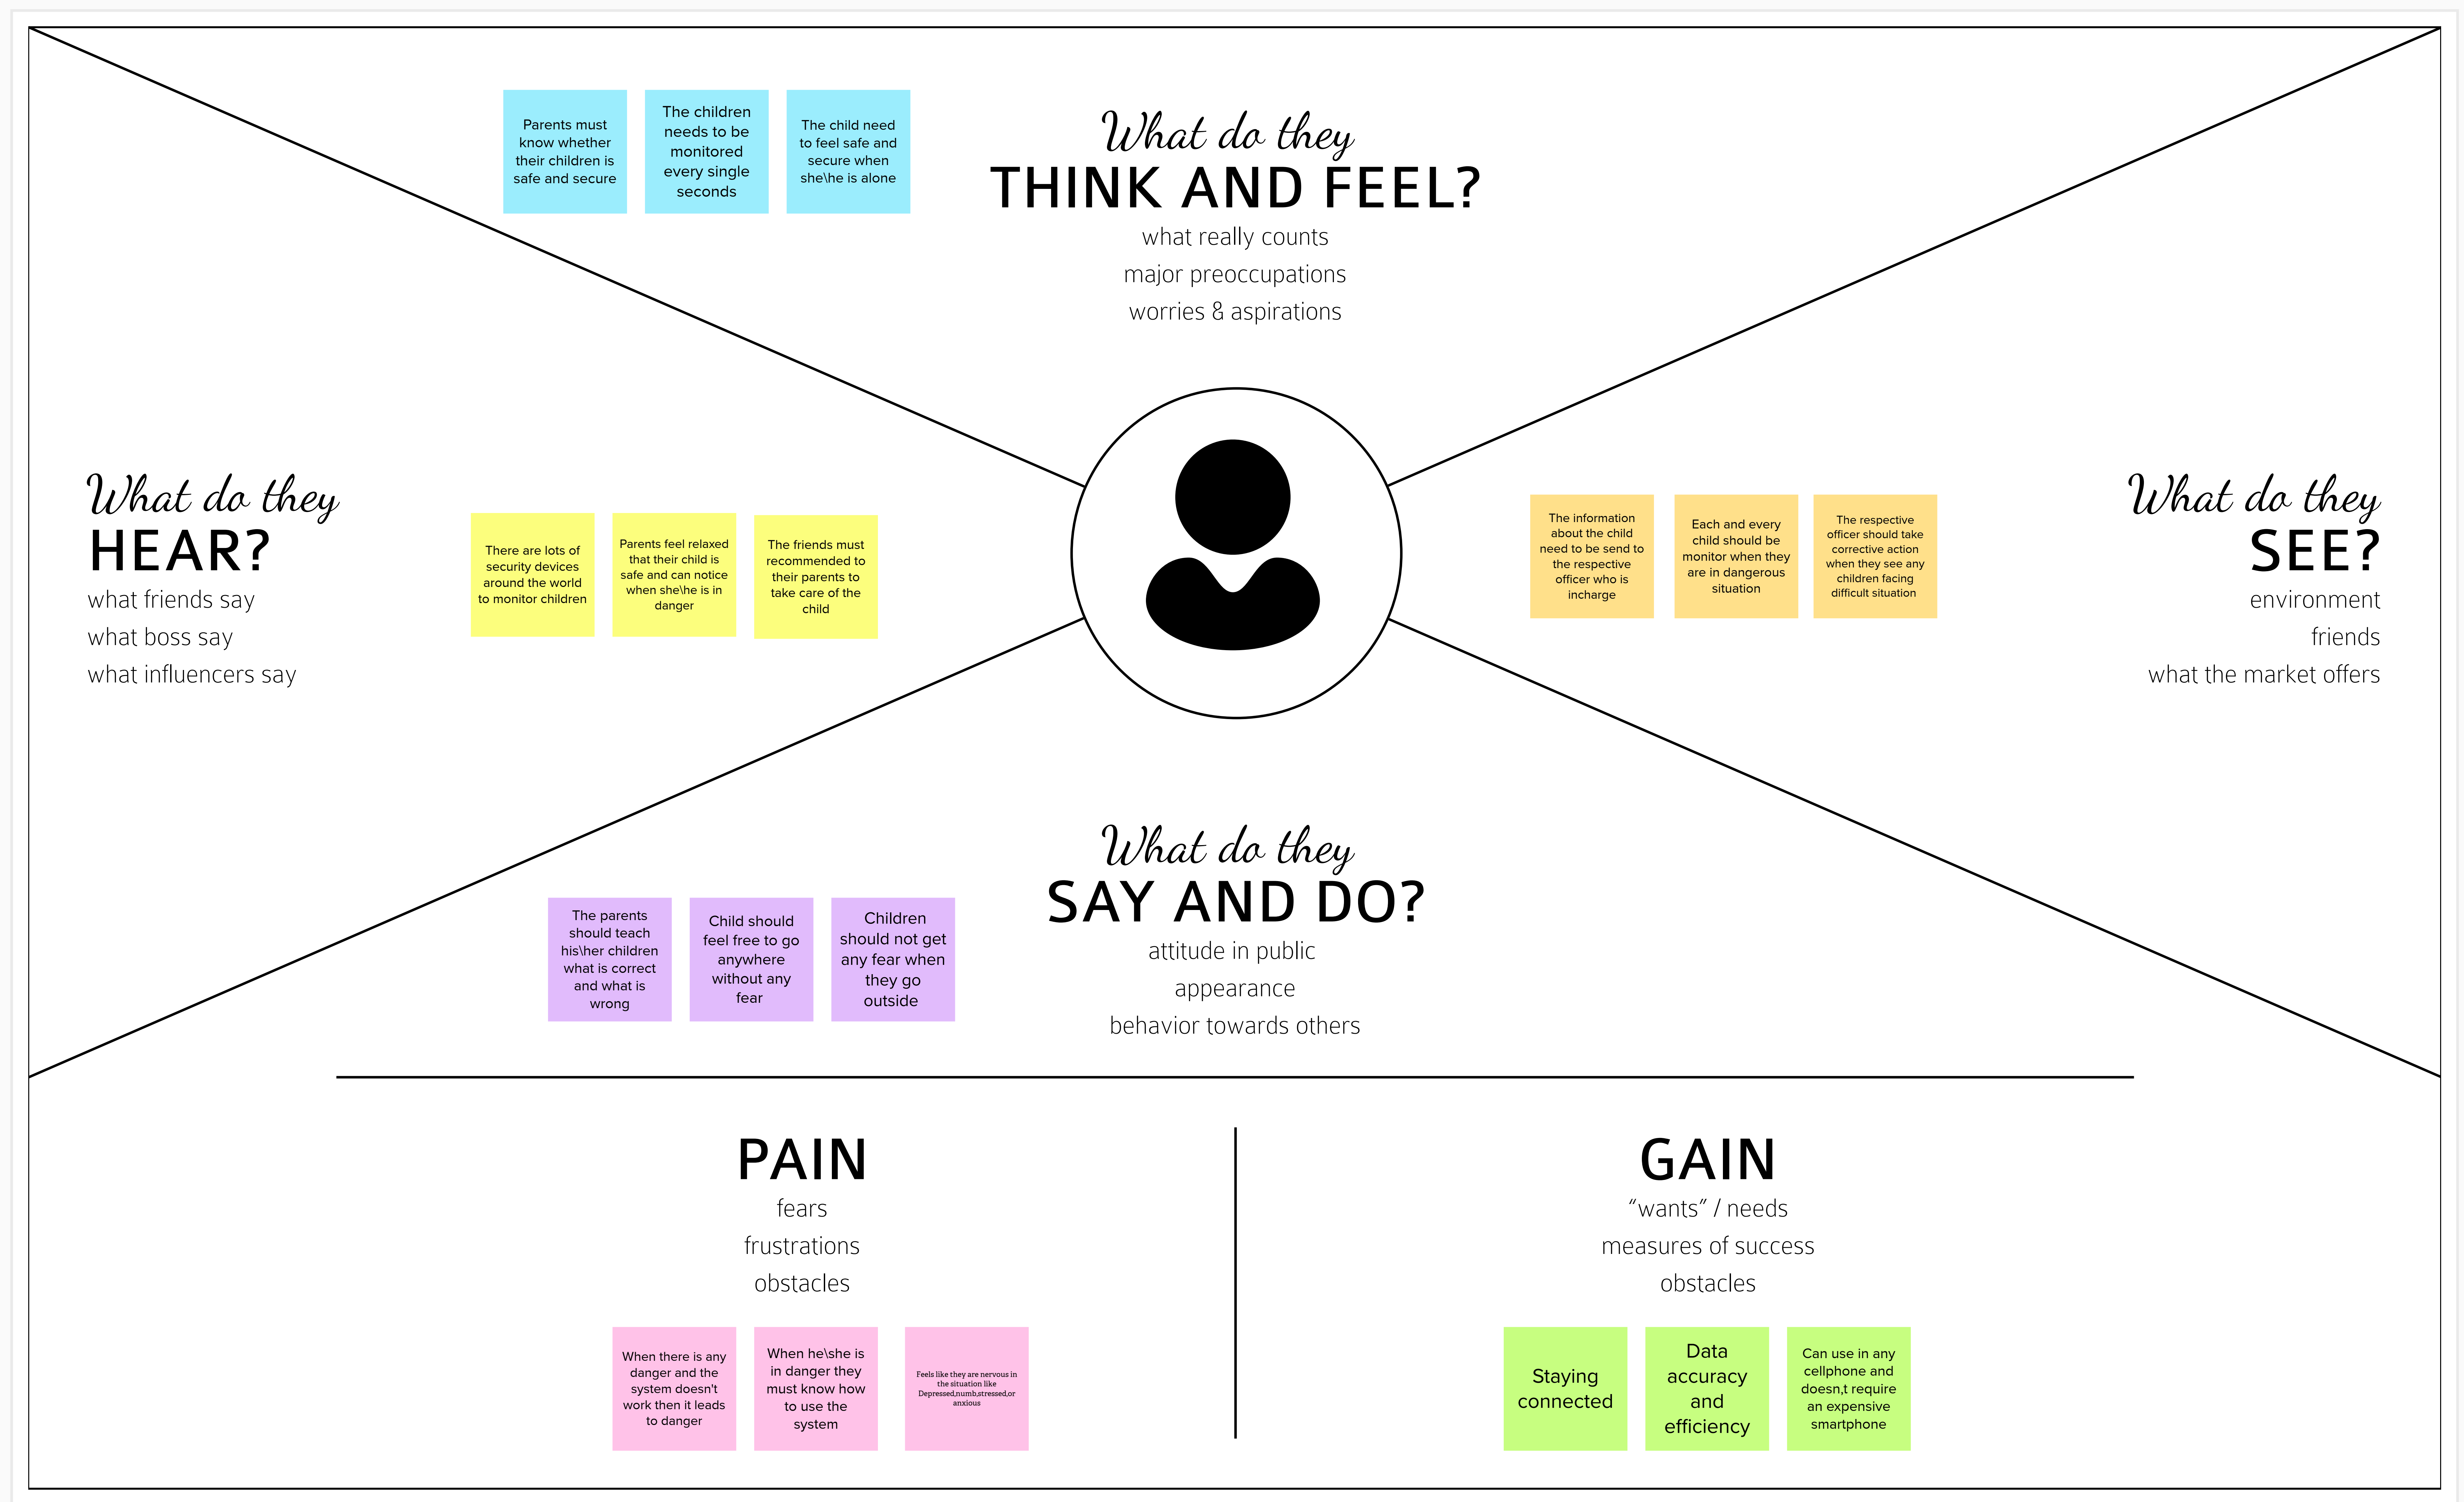 Parents must
know whether
their children is
safe and secure
The children
needs to be
monitored
every single
seconds
The child need
to feel safe and
secure when
she\he is alone
What do they
THINK AND FEEL?
what really counts
major preoccupations
worries & aspirations
What do they
HEAR?
what friends say
what boss say
what influencers say
There are lots of
security devices
around the world
to monitor children
Parents feel relaxed
that their child is
safe and can notice
when she\he is in
danger
The friends must
recommended to
their parents to
take care of the
child
The information
about the child
need to be send to
the respective
officer who is
incharge
Each and every
child should be
monitor when they
are in dangerous
situation
The respective
officer should take
corrective action
when they see any
children facing
difficult situation
What do they
SEE?
environment
friends
what the market offers
What do they
SAY AND DO?
attitude in public
appearance
behavior towards others
The parents
should teach
his\her children
what is correct
and what is
wrong
Child should
feel free to go
anywhere
without any
fear
Children
should not get
any fear when
they go
outside
PAIN
fears
frustrations
obstacles
When there is any
danger and the
system doesn't
work then it leads
to danger
When he\she is
in danger they
must know how
to use the
system
Feels like they are nervous in
the situation like
Depressed,numb,stressed,or
anxious
GAIN
“wants” / needs
measures of success
obstacles
Staying
connected
Data
accuracy
and
efficiency
Can use in any
cellphone and
doesn,t require
an expensive
smartphone